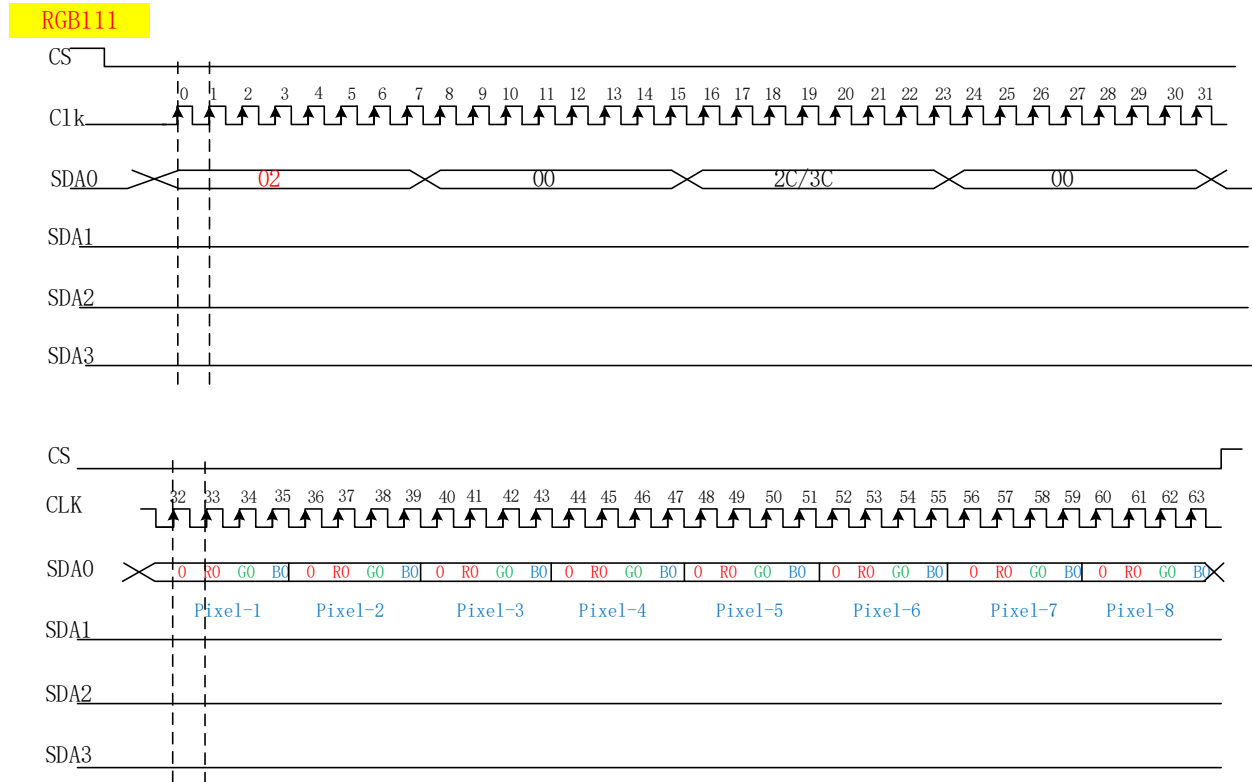 RGB111
CS
Clk 0 1 2 3 4 5 6 7 8 9 10 11 12 13 14 15 16 17 18 19 20 21 22 23 24 25 26 27 28 29 30 31
SDA0 02 00 2C/3C 00
SDA1
SDA2
SDA3
CS
CLK 32 33 34 35 36 37 38 39 40 41 42 43 44 45 46 47 48 49 50 51 52 53 54 55 56 57 58 59 60 61 62 63
SDA0 0 R0 G0 B0 0 R0 G0 B0 0 R0 G0 B0 0 R0 G0 B0 0 R0 G0 B0 0 R0 G0 B0 0 R0 G0 B0 0 R0 G0 B0
Pixel-1 Pixel-2 Pixel-3 Pixel-4 Pixel-5 Pixel-6 Pixel-7 Pixel-8
SDA1
SDA2
SDA3